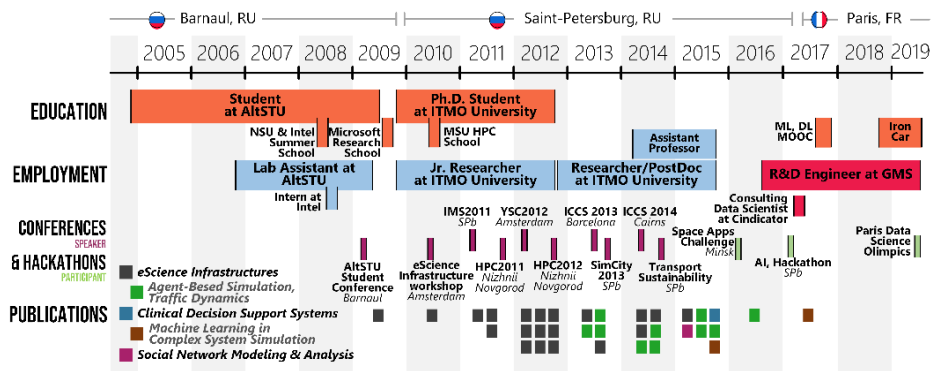 Barnaul, RU
Saint-Petersburg, RU
Paris, FR
2005 2006 2007 2008 2009 2010 2011 2012 2013 2014 2015 2016 2017 2018 2019
EDUCATION
Student
at AltSTU
Ph.D. Student
at ITMO University
NSU & Intel
Summer
School
Microsoft
Research
School
MSU HPC
School
Assistant
Professor
ML, DL
MOOC
Iron
Car
EMPLOYMENT
Lab Assistant at
AltSTU
Jr. Researcher
at ITMO University
Researcher/PostDoc
at ITMO University
R&D Engineer at GMS
Intern at
Intel
Consulting
Data Scientist
at Cindicator
CONFERENCES
SPEAKER
& HACKATHONS
PARTICIPANT
IMS2011
SPb
YSC2012
Amsterdam
ICCS 2013
Barcelona
ICCS 2014
Cairns
Space Apps
Challenge
Minsk
Paris Data
Science
Olimpics
AltSTU
Student
Conference
Barnaul
eScience
Infrastructure
workshop
Amsterdam
HPC2011
Nizhnii
Novgorod
HPC2012
Nizhnii
Novgorod
SimCity
2013
SPb
Transport
Sustainability
SPb
AI, Hackathon
SPb
PUBLICATIONS
eScience Infrastructures
Agent-Based Simulation,
Traffic Dynamics
Clinical Decision Support Systems
Machine Learning in
Complex System Simulation
Social Network Modeling & Analysis